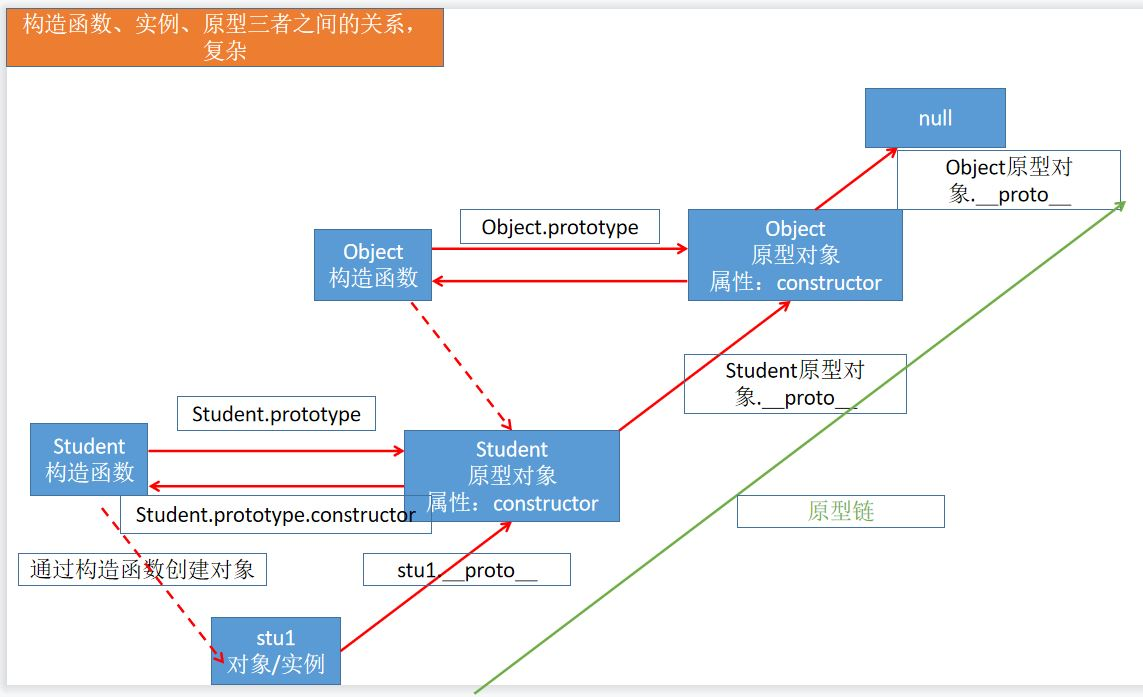 构造函数、实例、原型三者之间的关系，
复杂
null
Object原型对
象.__proto__
Object.prototype
Object
构造函数
Object
原型对象
属性：constructor
Student原型对
象.__proto__
Student.prototype
Student
构造函数
Student
原型对象
属性：constructor
Student.prototype.constructor
原型链
通过构造函数创建对象
stu1.__proto__
stu1
对象/实例